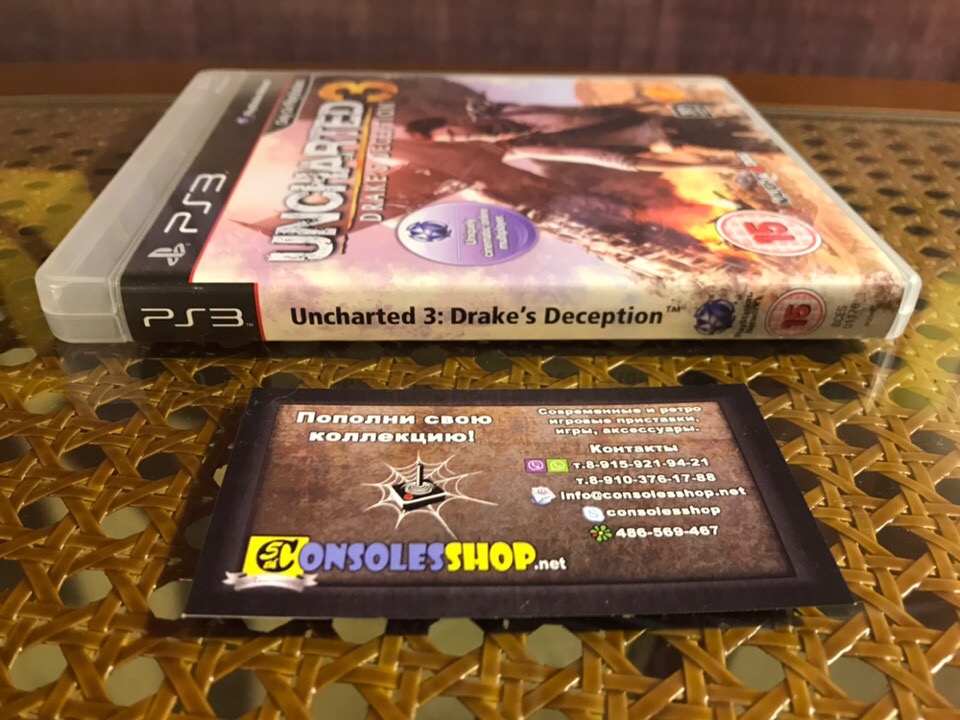 PS3
UNCHARTED 3
DRAKE'S DECEPTION
15
PS3™
Uncharted 3: Drake's Deception™
15
Пополни свою
коллекцию!
CONSOLESSHOP.net
Современные и ретро
игровые приставки,
игры, аксессуары.
Контакты
т.8-915-921-94-21
т.8-910-376-17-88
info@consolesshop.net
consolesshop
486-569-467